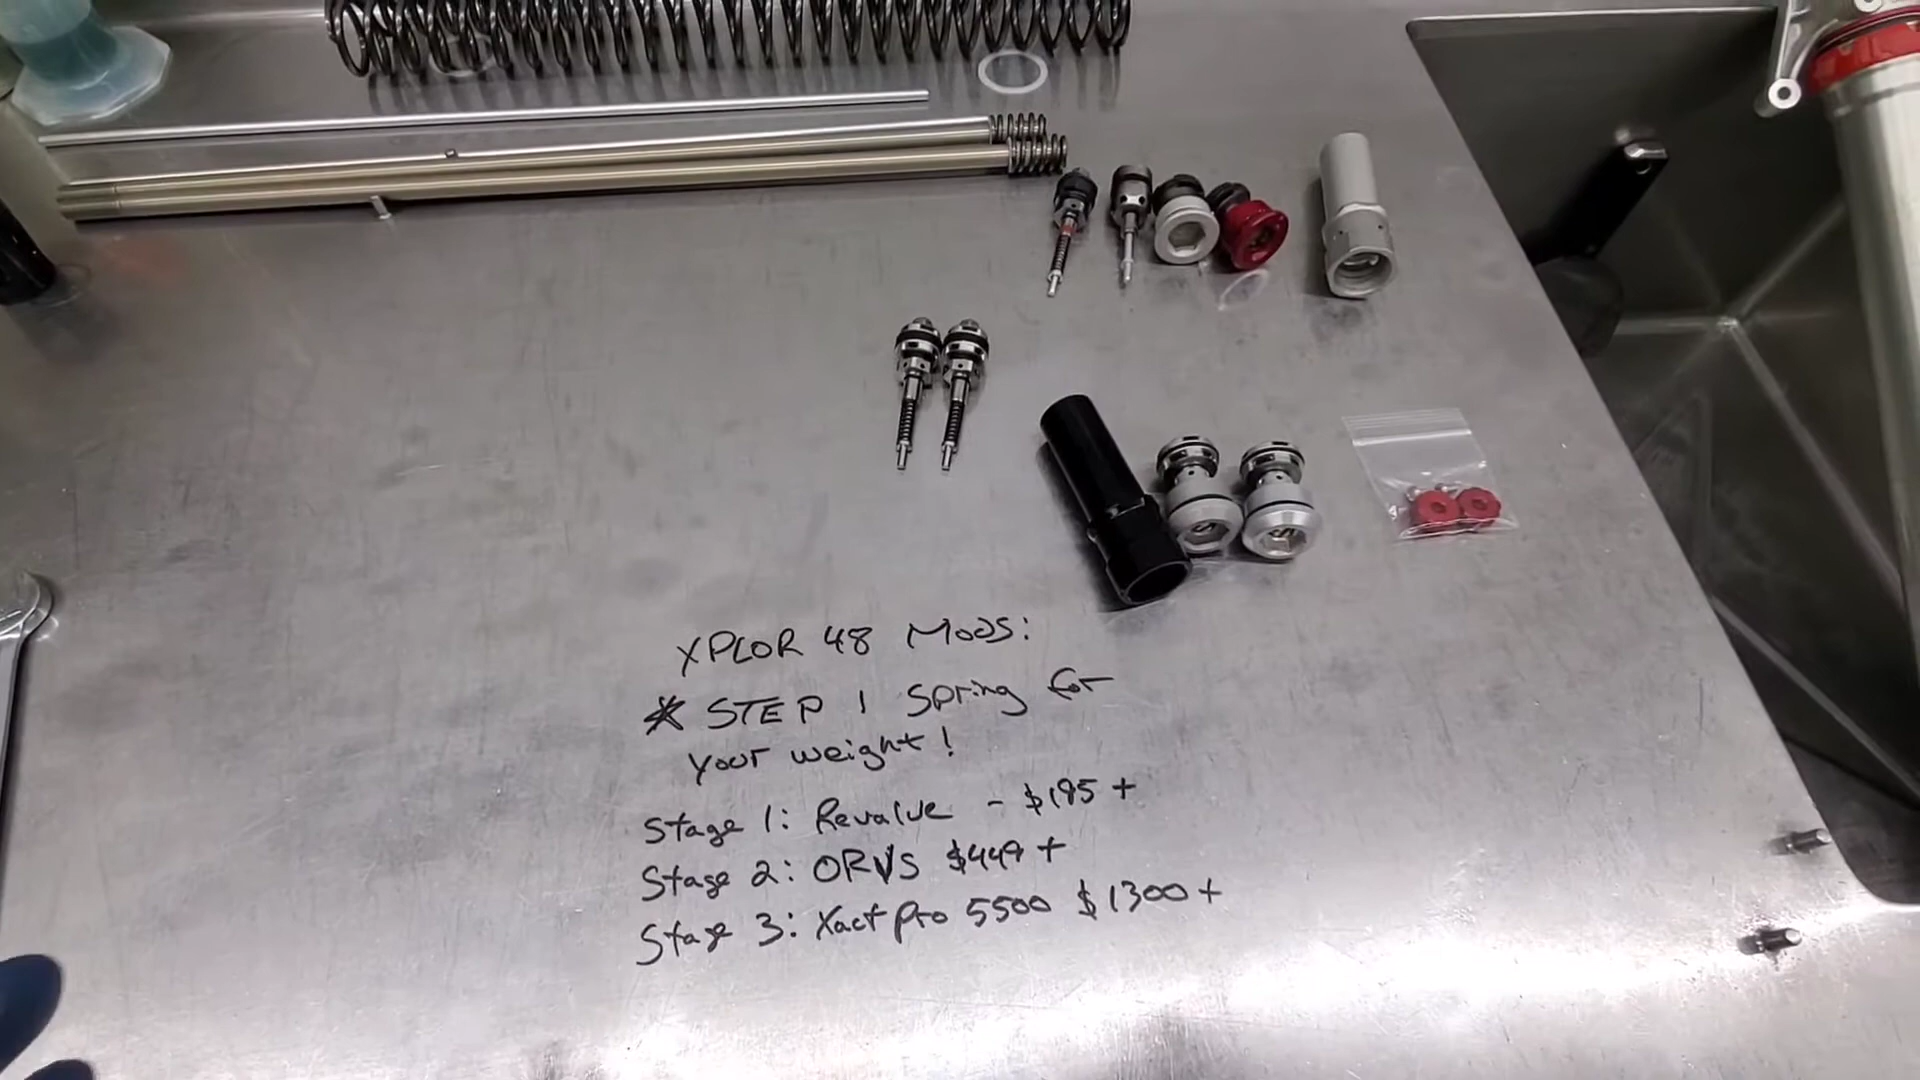 XPLOR 48 MODS:
* STEP 1 Spring for
your weight!
Stage 1: Revalve - $195+
Stage 2: ORVS $449+
Stage 3: Xact Pro 5500 $1300+